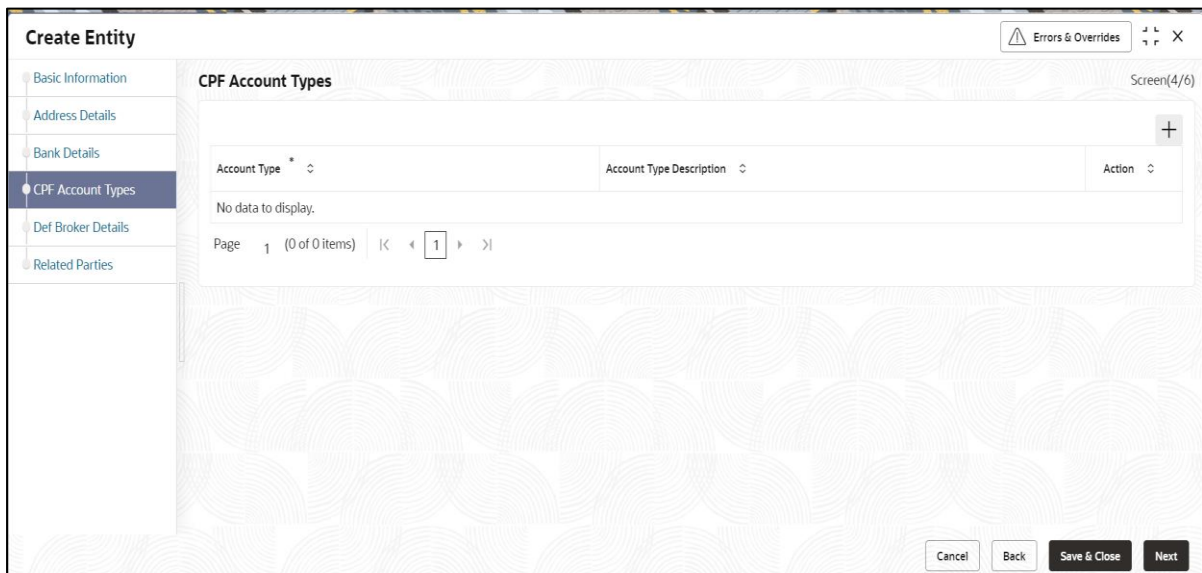 Create Entity
Errors & Overrides
Basic Information
Address Details
Bank Details
CPF Account Types
Def Broker Details
Related Parties
CPF Account Types
Screen(4/6)
Account Type * Account Type Description Action
No data to display.
Page 1 (0 of 0 items) 1
Cancel Back Save & Close Next